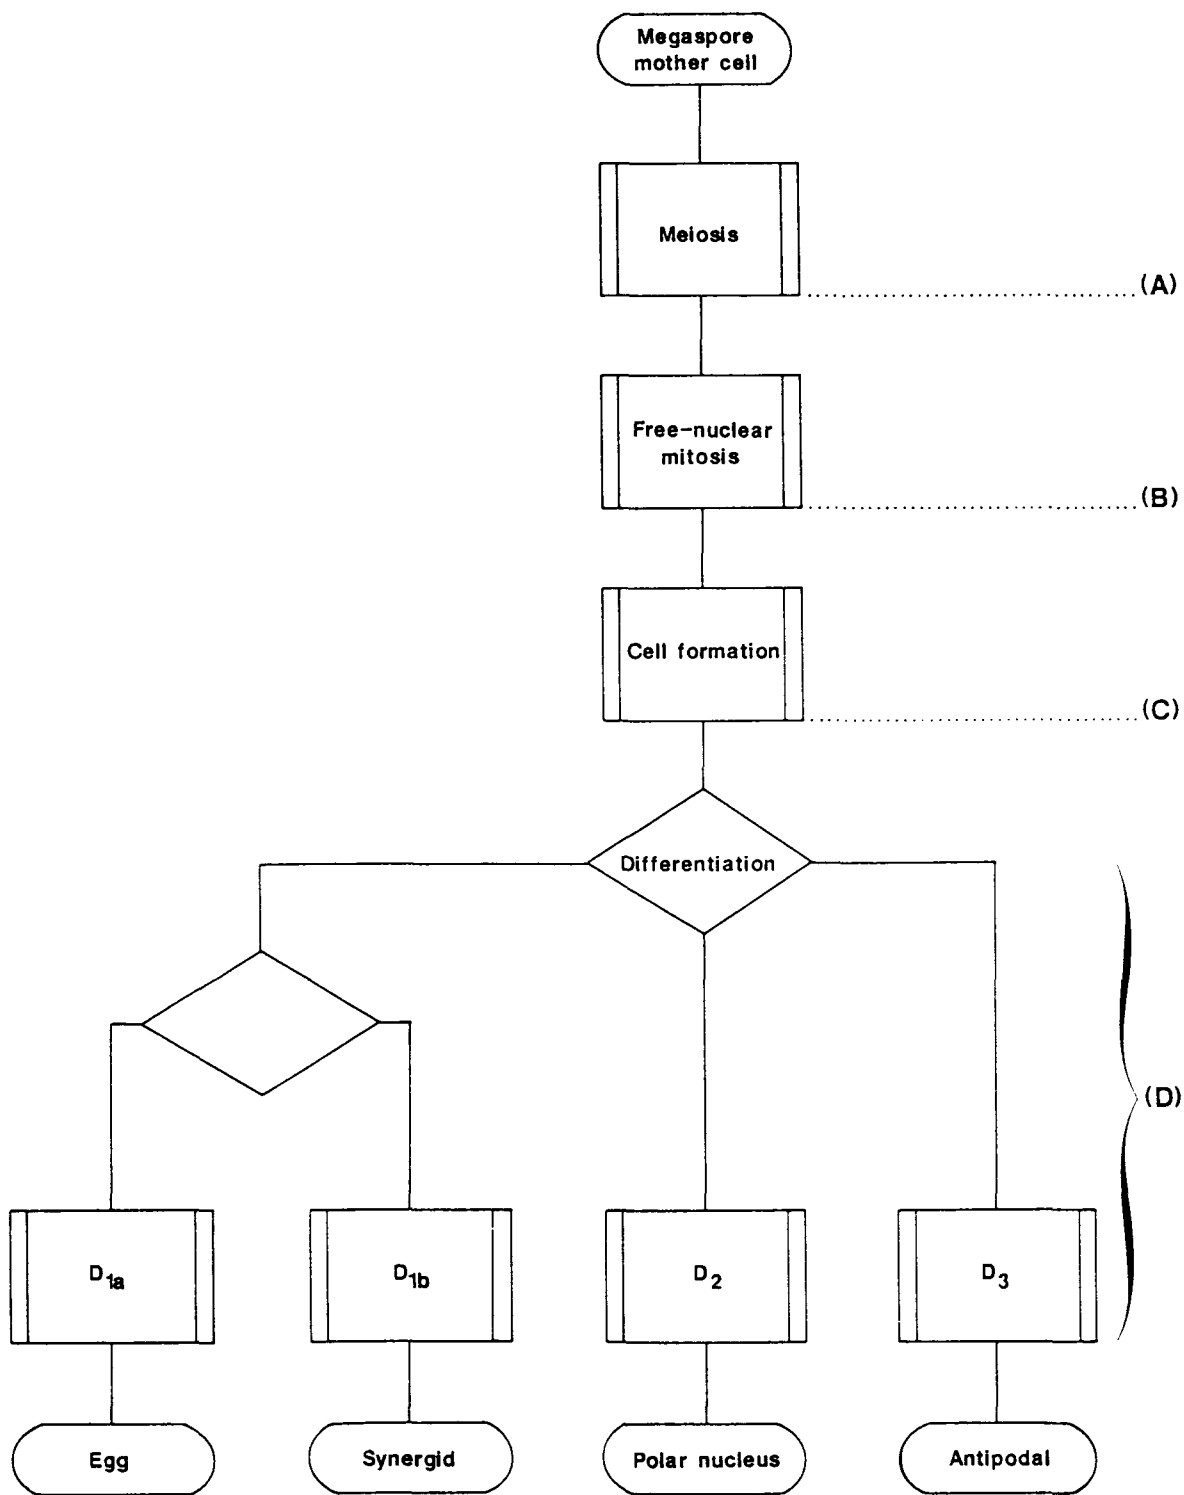 Megaspore
mother cell
Meiosis
(A)
Free-nuclear
mitosis
(B)
Cell formation
(C)
Differentiation
(D)
D1a
D1b
D2
D3
Egg
Synergid
Polar nucleus
Antipodal